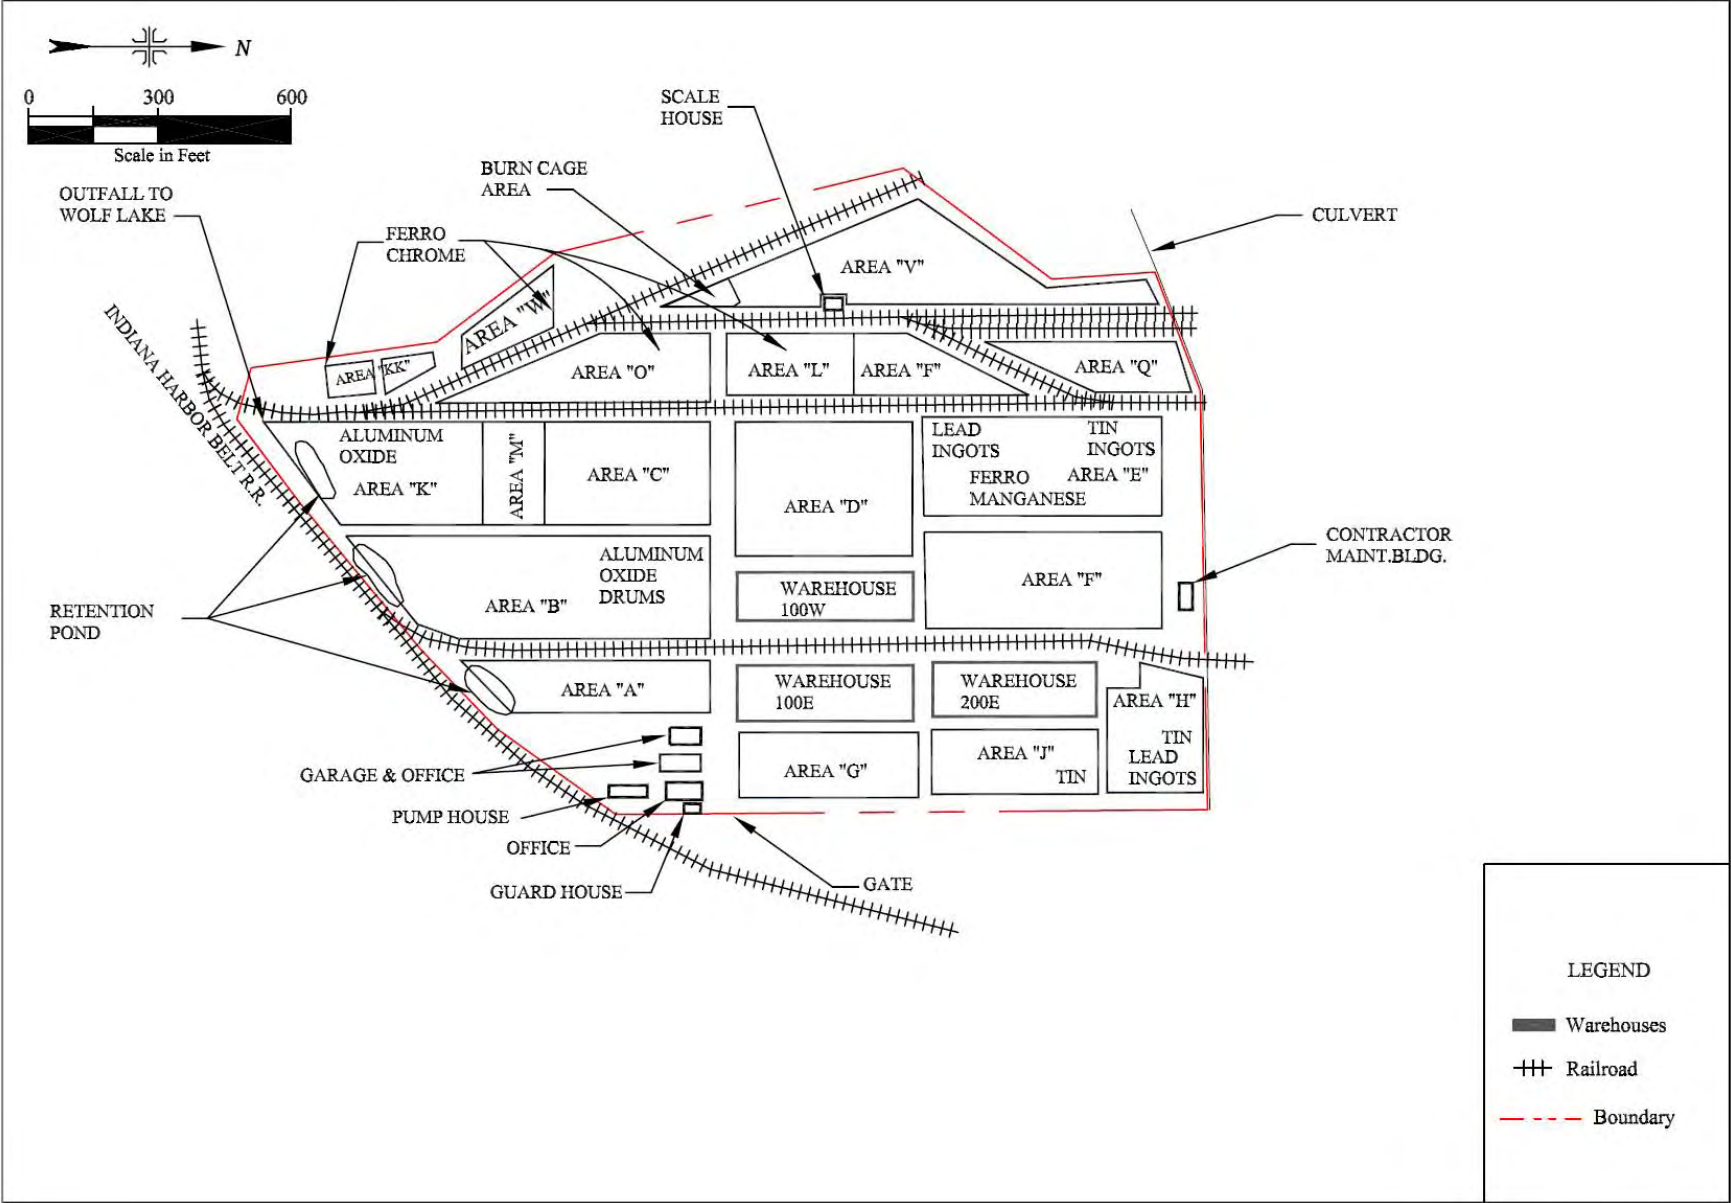 N
0 300 600
Scale in Feet
SCALE
HOUSE
BURN CAGE
AREA
OUTFALL TO
WOLF LAKE
FERRO
CHROME
CULVERT
INDIANA HARBOR BELT R.R.
AREA "V"
AREA "W"
AREA "KK"
AREA "O"
AREA "L"
AREA "F"
AREA "Q"
ALUMINUM
OXIDE
AREA "K"
AREA "M"
AREA "C"
AREA "D"
LEAD
INGOTS
TIN
INGOTS
FERRO
MANGANESE
AREA "E"
CONTRACTOR
MAINT.BLDG.
ALUMINUM
OXIDE
DRUMS
AREA "B"
WAREHOUSE
100W
AREA "F"
RETENTION
POND
AREA "A"
WAREHOUSE
100E
WAREHOUSE
200E
AREA "H"
TIN
LEAD
INGOTS
AREA "G"
AREA "J"
TIN
GARAGE & OFFICE
PUMP HOUSE
OFFICE
GUARD HOUSE
GATE
LEGEND
Warehouses
Railroad
Boundary